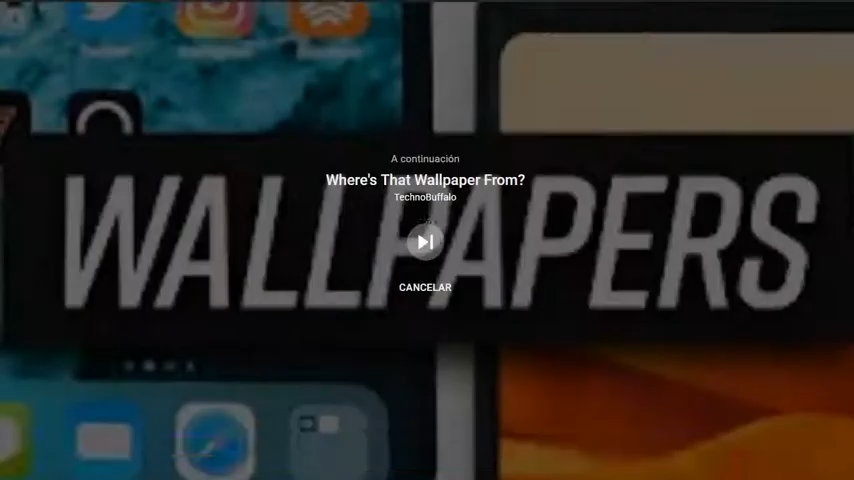 A continuación
Where's That Wallpaper From?
TechnoBuffalo
WALLPAPERS
CANCELAR